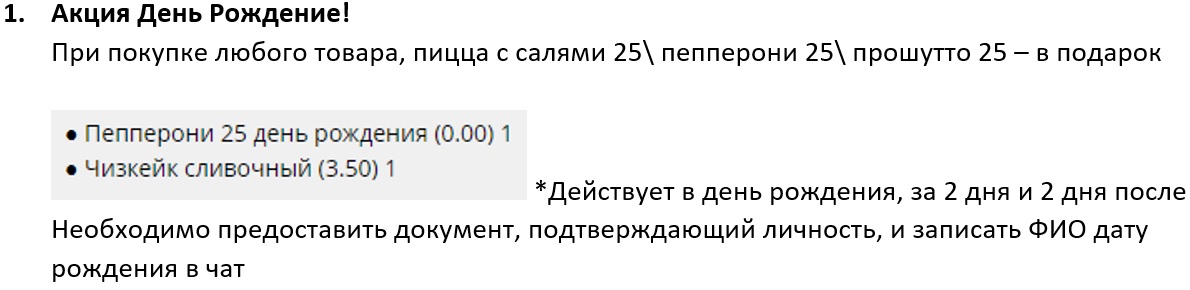 1. Акция День Рождение!
При покупке любого товара, пицца с салями 25\ пепперони 25\ прошутто 25 – в подарок
● Пепперони 25 день рождения (0.00) 1
● Чизкейк сливочный (3.50) 1
*Действует в день рождения, за 2 дня и 2 дня после
Необходимо предоставить документ, подтверждающий личность, и записать ФИО дату
рождения в чат